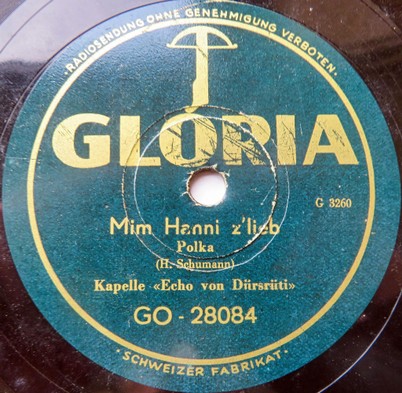 ·RADIOSENDUNG OHNE GENEHMIGUNG VERBOTEN·
GLORIA
G 3260
Mim Hanni z'lieb
Polka
(H. Schumann)
Kapelle «Echo von Dürsrüti»
GO - 28084
·SCHWEIZER FABRIKAT·